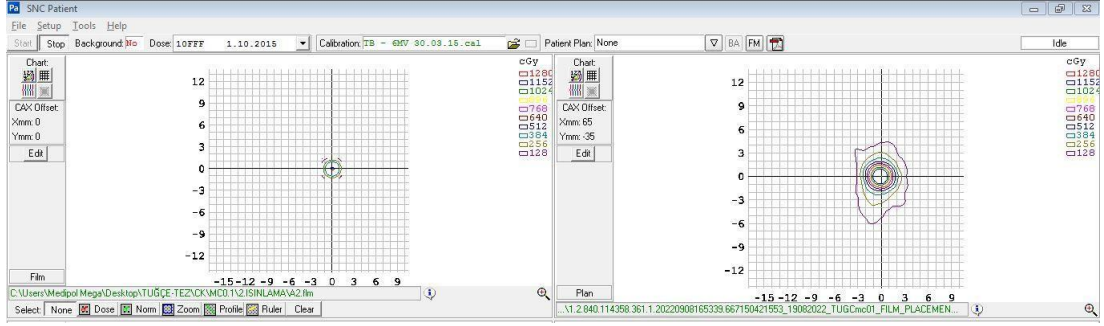 Pa SNC Patient
File Setup Tools Help
Start Stop Background: No Dose: 10FFF 1.10.2015 Calibration: TB - 6MV 30.03.15.cal Patient Plan: None BA FM Idle
Chart:
CAX Offset
Xmm: 0
Ymm: 0
Edit
Film
12
9
6
3
0
-3
-6
-9
-12
-15 -12 -9 -6 -3 0 3 6 9
cGy
1280
1152
1024
896
768
640
512
384
256
128
C:\Users\Medipol Mega\Desktop\TUĞÇE-TEZ\CK\MC0.1\2.ISINLAMA\A2.flm
Select: None Dose Norm Zoom Profile Ruler Clear
Chart:
CAX Offset
Xmm: 65
Ymm: -35
Edit
Plan
12
9
6
3
0
-3
-6
-9
-12
-15 -12 -9 -6 -3 0 3 6 9
cGy
1280
1152
1024
896
768
640
512
384
256
128
...\1.2.840.114358.361.1.20220908165339.667150421553_19082022_TUGCmc01_FILM_PLACEMEN...